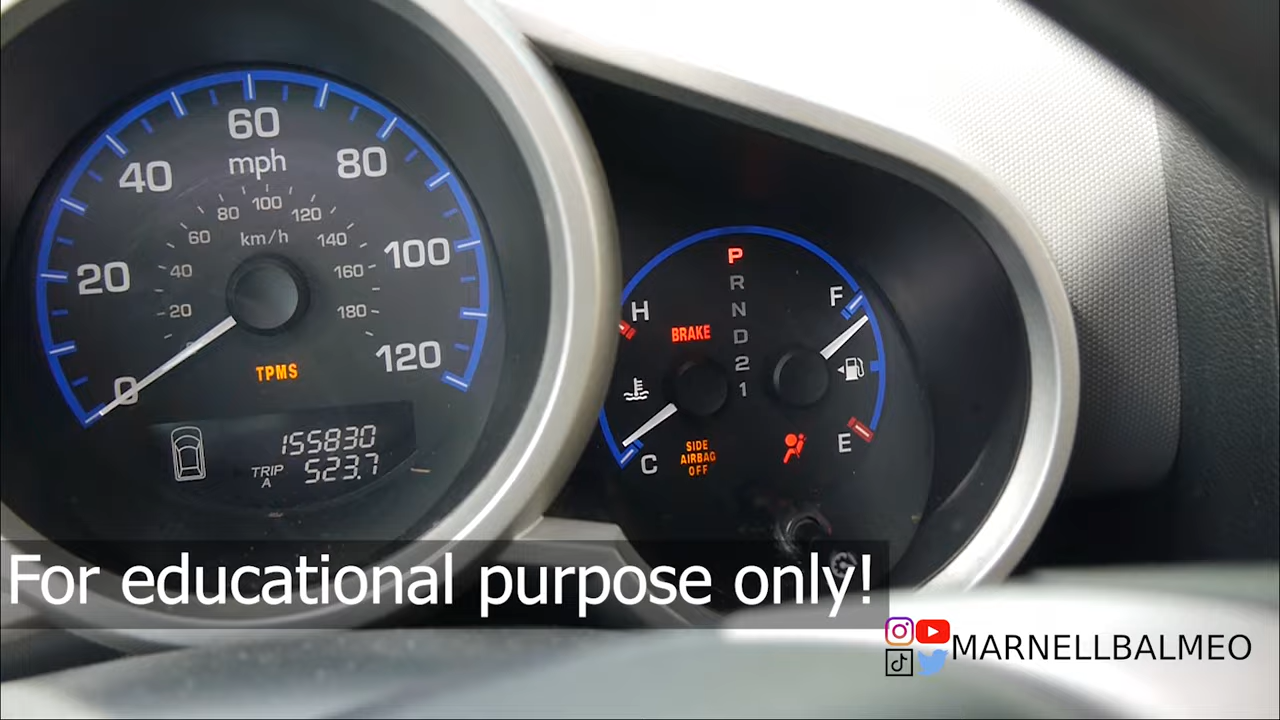 60
mph
40
80
80
100
120
60
km/h
140
100
20
40
160
20
180
0
TPMS
120
155830
TRIP
A
523.7
P
R
N
D
2
1
H
F
BRAKE
C
SIDE
AIRBAG
OFF
E
For educational purpose only!
MARNELLBALMEO